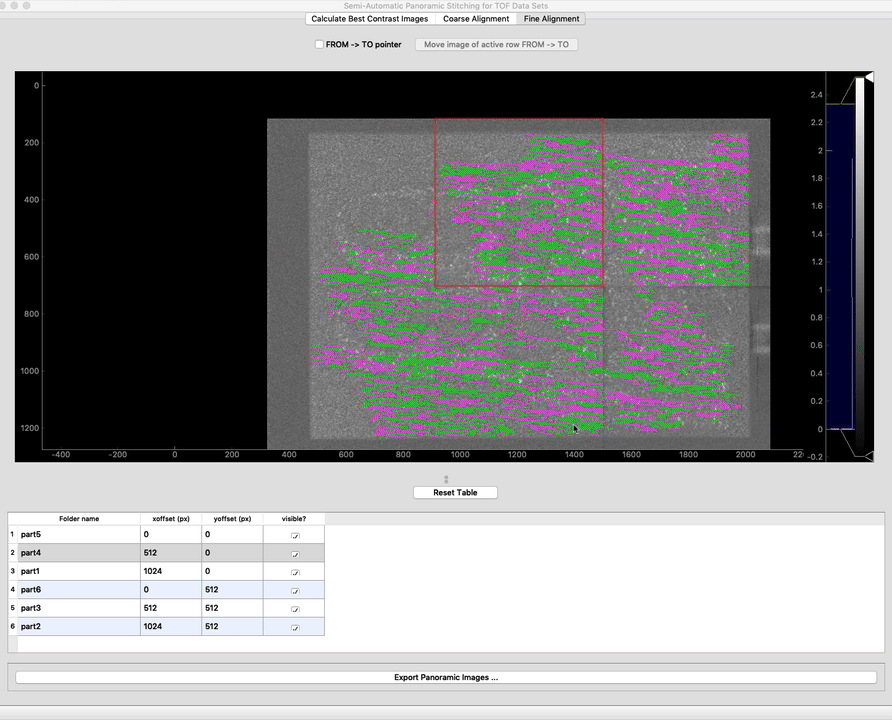 Semi-Automatic Panoramic Stitching for TOF Data Sets
Calculate Best Contrast Images Coarse Alignment Fine Alignment
FROM -> TO pointer Move image of active row FROM -> TO
0
200
400
600
800
1000
1200
-400 -200 0 200 400 600 800 1000 1200 1400 1600 1800 2000 22
2.4
2.2
2
1.8
1.6
1.4
1.2
1
0.8
0.6
0.4
0.2
0
-0.2
Reset Table
Folder name xoffset (px) yoffset (px) visible?
1 part5 0 0
2 part4 512 0
3 part1 1024 0
4 part6 0 512
5 part3 512 512
6 part2 1024 512
Export Panoramic Images ...